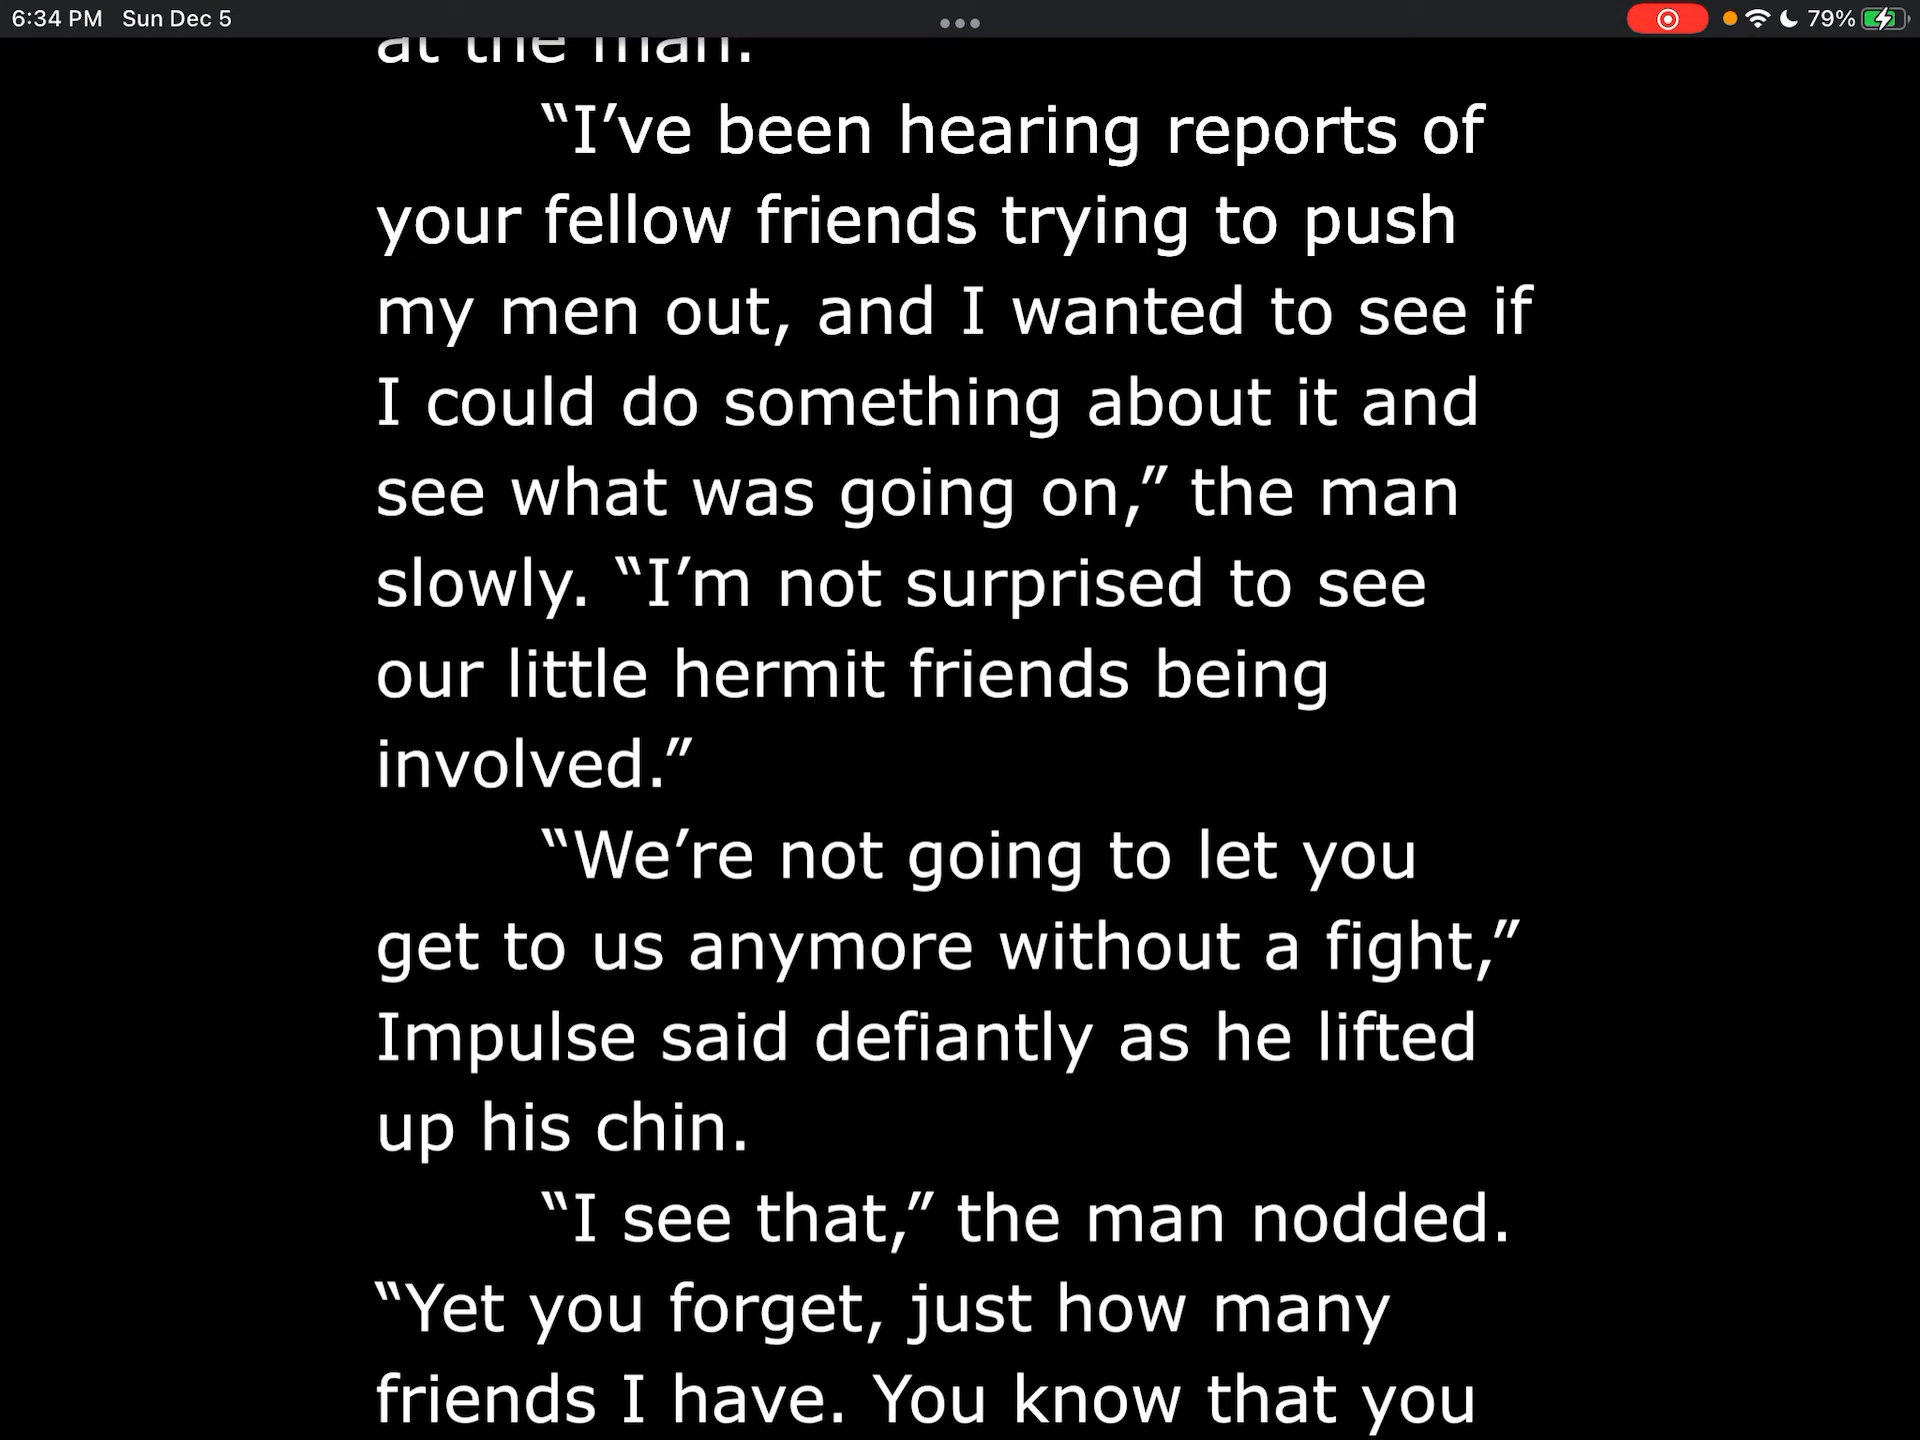 6:34 PM Sun Dec 5
79%
at the man.
“I’ve been hearing reports of
your fellow friends trying to push
my men out, and I wanted to see if
I could do something about it and
see what was going on,” the man
slowly. “I’m not surprised to see
our little hermit friends being
involved.”
“We’re not going to let you
get to us anymore without a fight,”
Impulse said defiantly as he lifted
up his chin.
“I see that,” the man nodded.
“Yet you forget, just how many
friends I have. You know that you